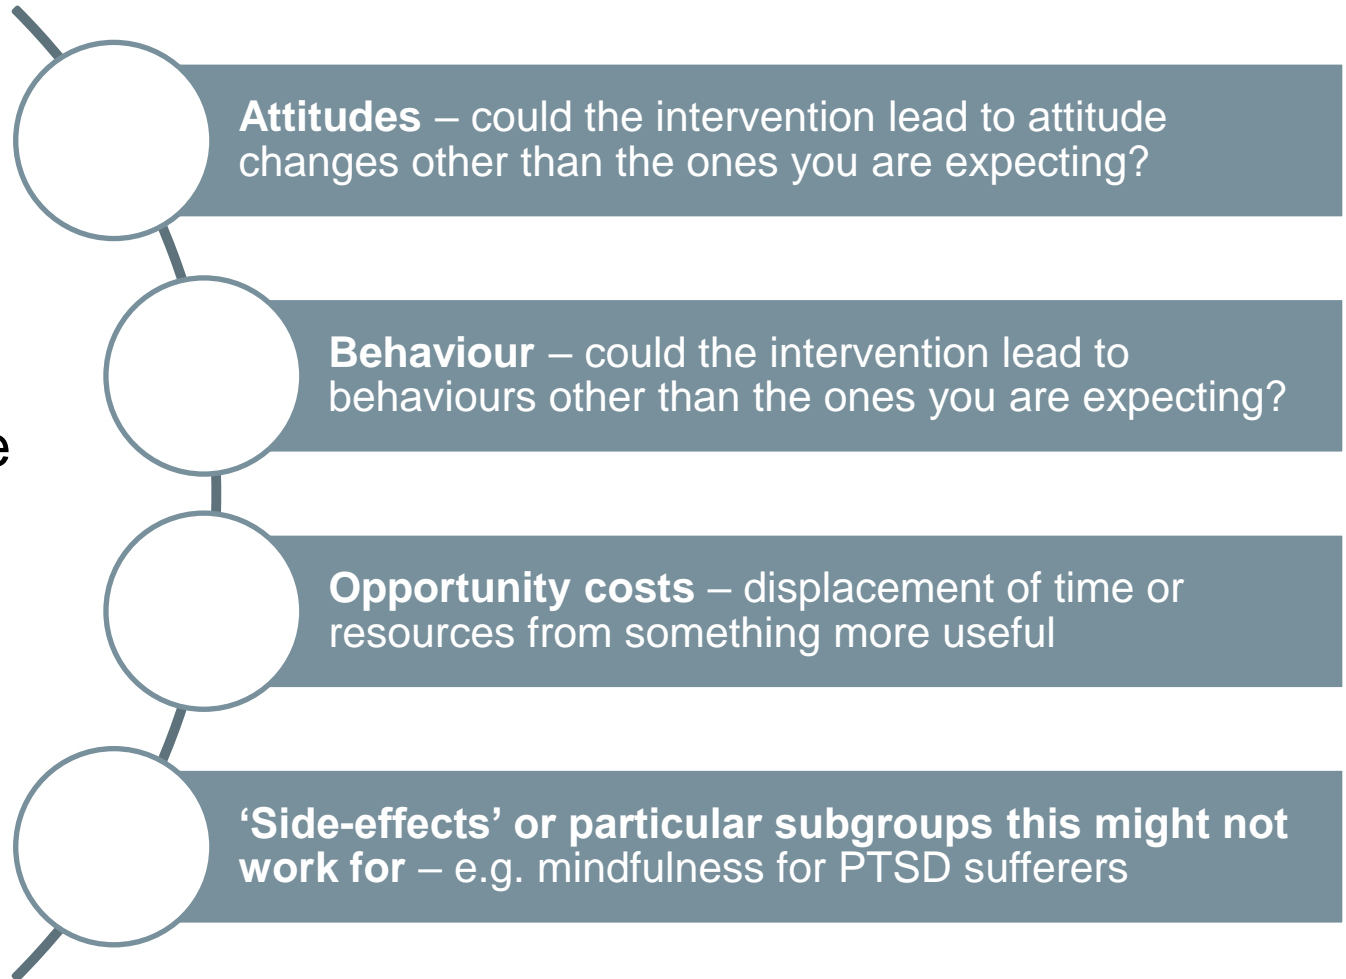 Attitudes – could the intervention lead to attitude
changes other than the ones you are expecting?
Behaviour – could the intervention lead to
behaviours other than the ones you are expecting?
e
Opportunity costs – displacement of time or
resources from something more useful
‘Side-effects’ or particular subgroups this might not
work for – e.g. mindfulness for PTSD sufferers